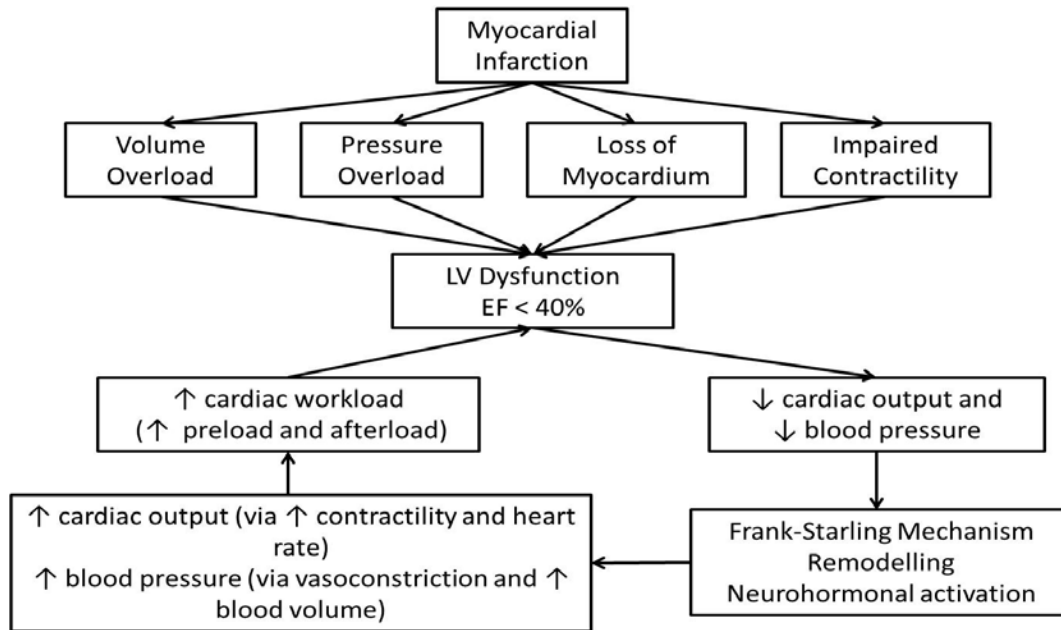 Myocardial
Infarction
Volume
Overload
Pressure
Overload
Loss of
Myocardium
Impaired
Contractility
LV Dysfunction
EF < 40%
↑ cardiac workload
(↑ preload and afterload)
↓ cardiac output and
↓ blood pressure
↑ cardiac output (via ↑ contractility and heart
rate)
↑ blood pressure (via vasoconstriction and ↑
blood volume)
Frank-Starling Mechanism
Remodelling
Neurohormonal activation